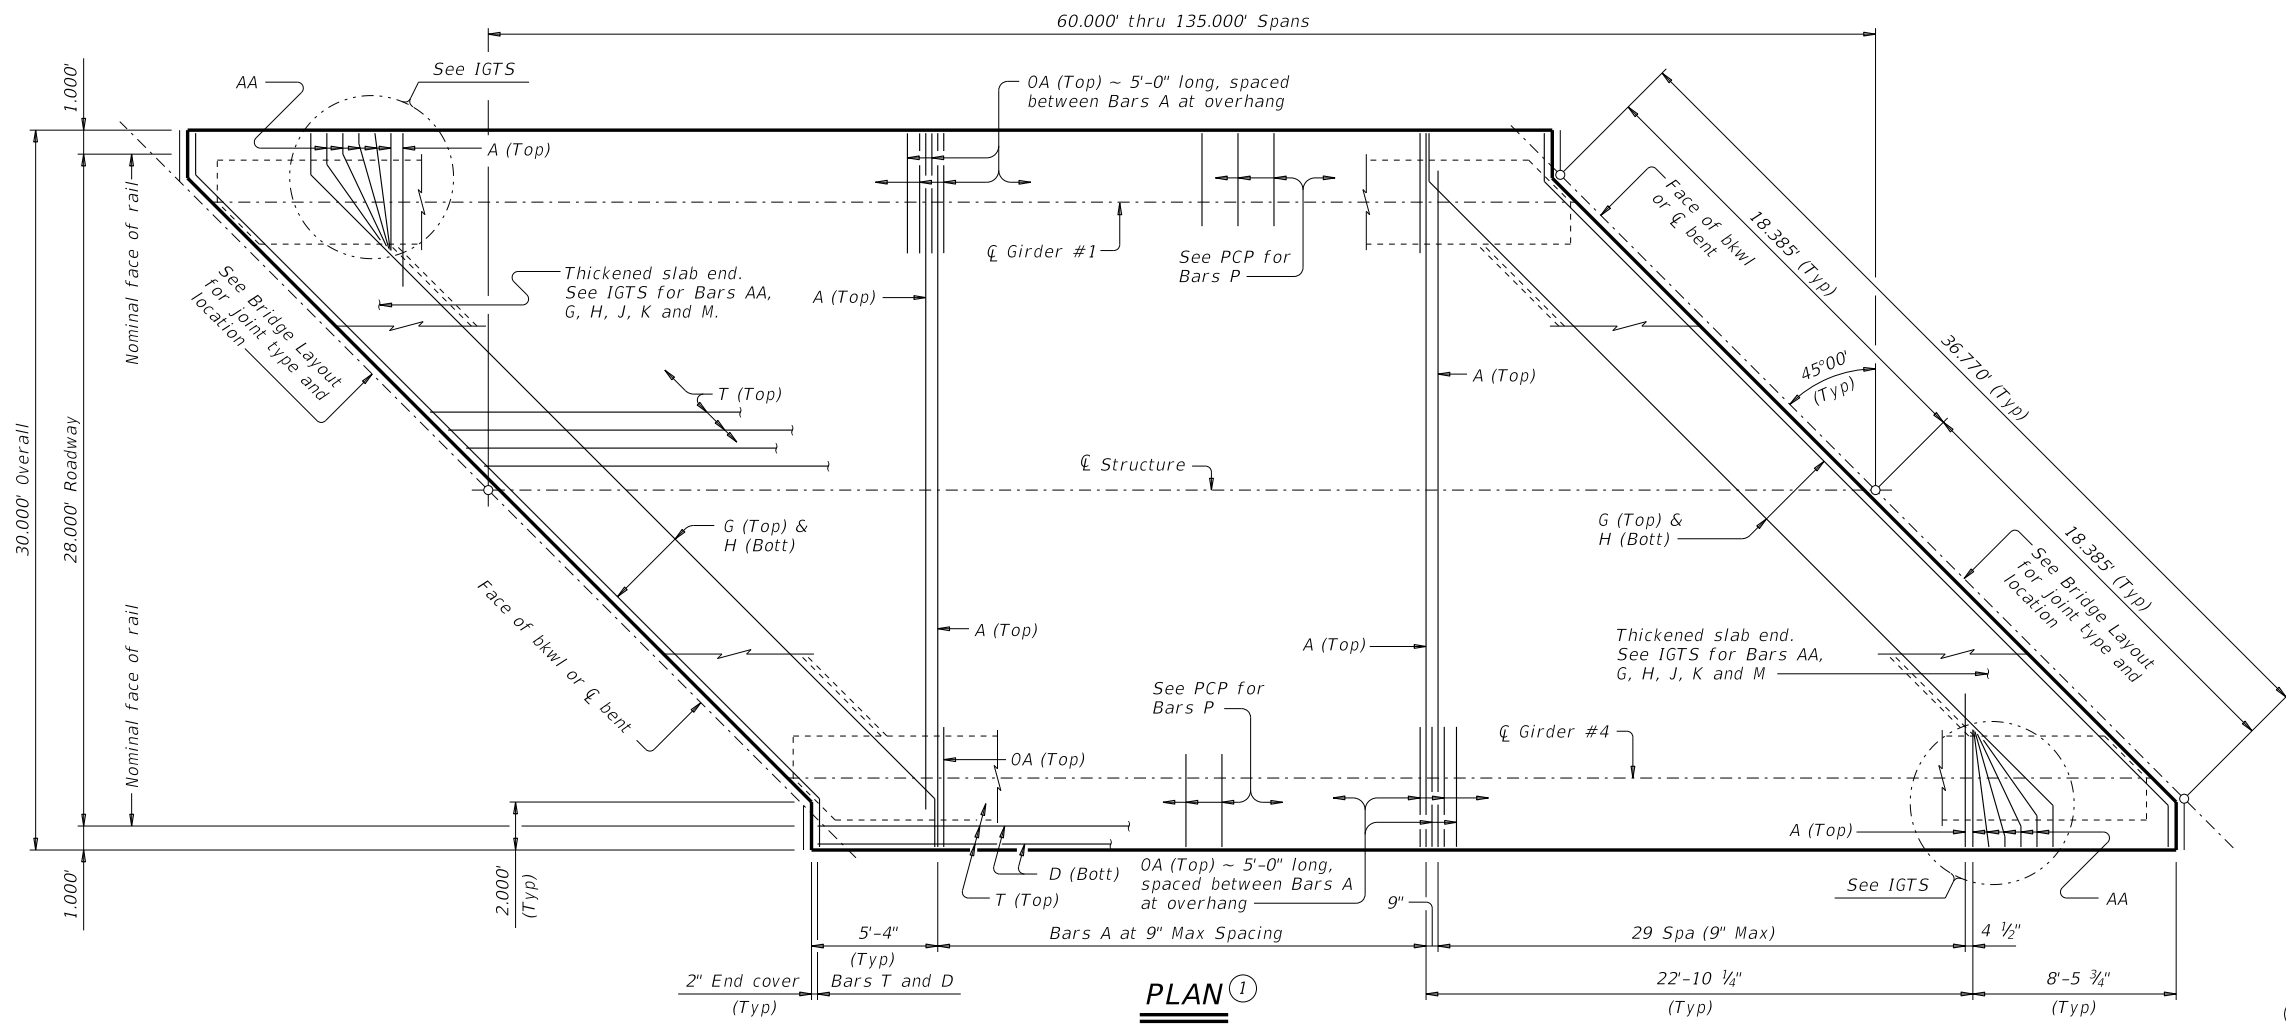 60.000' thru 135.000' Spans
1.000'
AA
See IGTS
OA (Top) ~ 5'-0" long, spaced
between Bars A at overhang
A (Top)
Nominal face of rail
℄ Girder #1
See PCP for
Bars P
Face of bkwl
or ℄ bent
18.385' (Typ)
36.770' (Typ)
See Bridge Layout
for joint type and
location
Thickened slab end.
See IGTS for Bars AA,
G, H, J, K and M.
A (Top)
45°00'
(Typ)
A (Top)
T (Top)
30.000' Overall
28.000' Roadway
℄ Structure
G (Top) &
H (Bott)
G (Top) &
H (Bott)
18.385' (Typ)
See Bridge Layout
for joint type and
location
Face of bkwl or ℄ bent
A (Top)
A (Top)
Thickened slab end.
See IGTS for Bars AA,
G, H, J, K and M
Nominal face of rail
See PCP for
Bars P
℄ Girder #4
OA (Top)
A (Top)
1.000'
2.000'
(Typ)
D (Bott)
T (Top)
OA (Top) ~ 5'-0" long,
spaced between Bars A
at overhang
9"
See IGTS
AA
5'-4"
(Typ)
Bars A at 9" Max Spacing
29 Spa (9" Max)
4 ½"
2" End cover
(Typ)
Bars T and D
22'-10 ¼"
(Typ)
8'-5 ¾"
(Typ)
PLAN 1